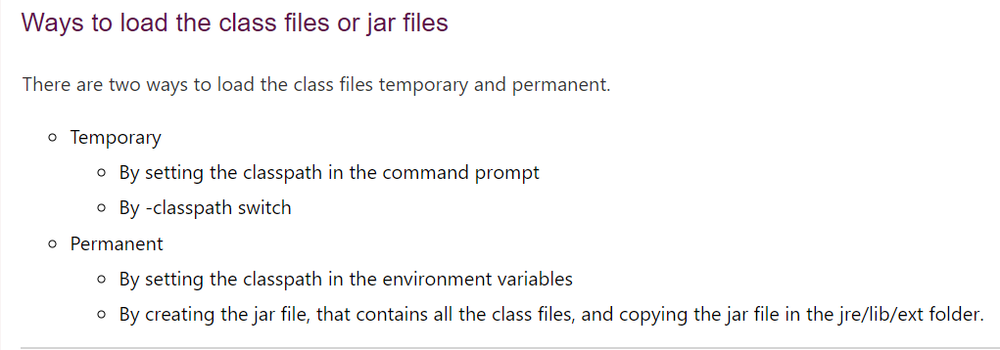 Ways to load the class files or jar files
There are two ways to load the class files temporary and permanent.
Temporary
By setting the classpath in the command prompt
By -classpath switch
Permanent
By setting the classpath in the environment variables
By creating the jar file, that contains all the class files, and copying the jar file in the jre/lib/ext folder.